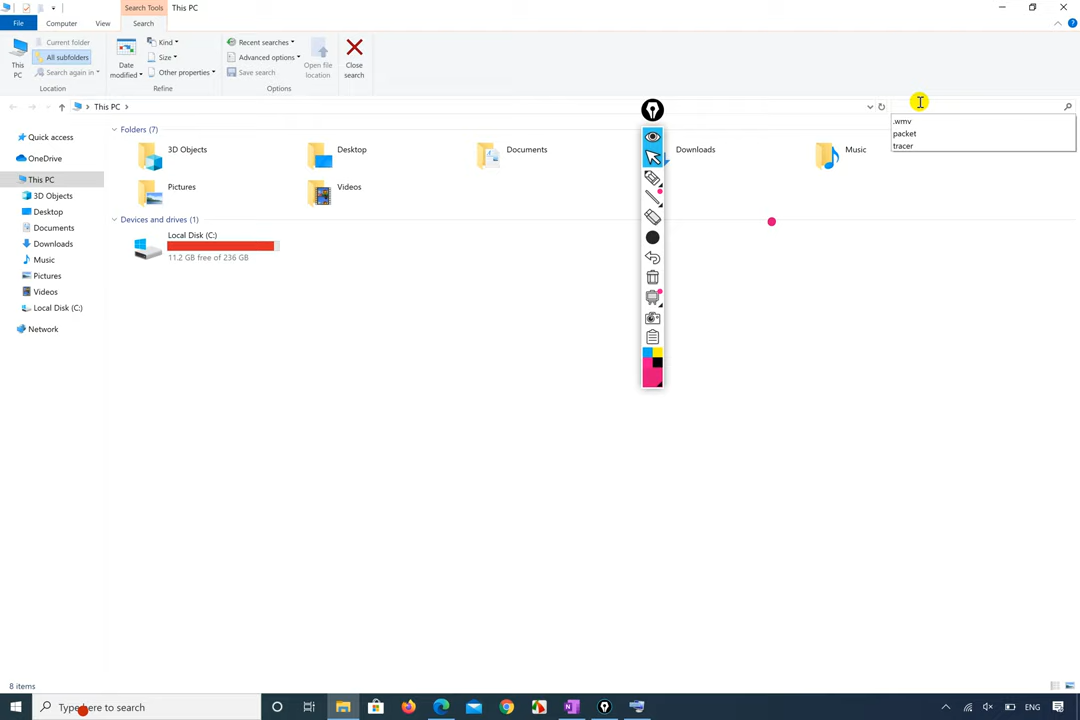 Search Tools
This PC
File
Computer
View
Search
This
PC
Current folder
All subfolders
Search again in
Location
Date
modified
Kind
Size
Other properties
Refine
Recent searches
Advanced options
Save search
Open file
location
Options
Close
search
This PC
.wmv
packet
tracer
Quick access
OneDrive
This PC
3D Objects
Desktop
Documents
Downloads
Music
Pictures
Videos
Local Disk (C:)
Network
Folders (7)
3D Objects
Desktop
Documents
Downloads
Music
Pictures
Videos
Devices and drives (1)
Local Disk (C:)
11.2 GB free of 236 GB
8 items
Type here to search
ENG